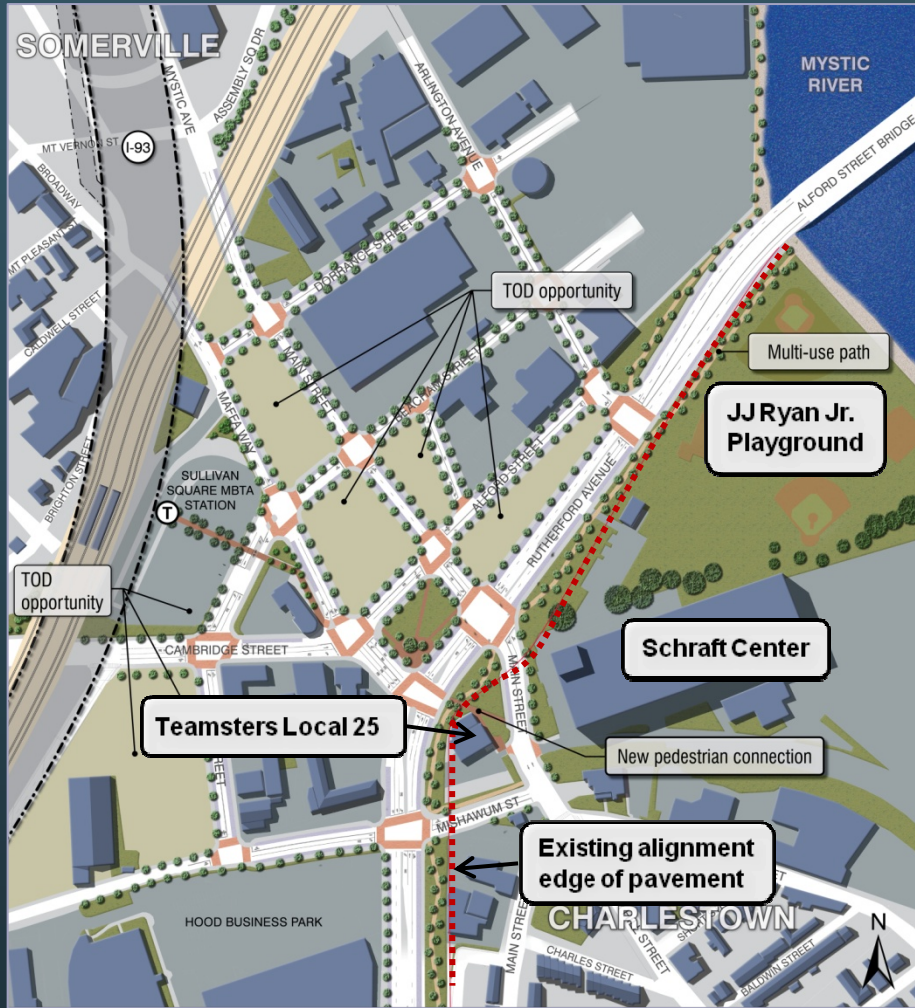 SOMERVILLE
MYSTIC AVE
ASSEMBLY SQ DR
ARLINGTON AVENUE
MYSTIC
RIVER
MT VERNON ST
I-93
BROADWAY
ALFORD STREET BRIDGE
MT PLEASANT ST
DORRANCE STREET
TOD opportunity
CALDWELL STREET
MAIN STREET
Multi-use path
MAFFA WAY
JJ Ryan Jr.
Playground
BRIGHTON STREET
SULLIVAN
SQUARE MBTA
STATION
T
ALFORD STREET
RUTHERFORD AVENUE
TOD
opportunity
CAMBRIDGE STREET
MAIN STREET
Schraft Center
Teamsters Local 25
New pedestrian connection
STREET
MISHAWUM ST
Existing alignment
edge of pavement
HOOD BUSINESS PARK
CHARLESTOWN
MAIN STREET
STREET
CHARLES STREET
BALDWIN STREET
N